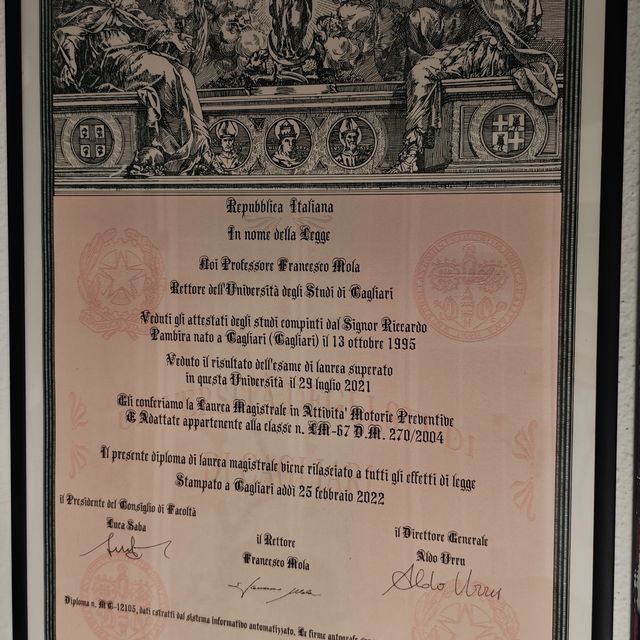 Repubblica Italiana
In nome della Legge
Noi Professore Francesco Mola
Rettore dell'Università degli Studi di Cagliari
Veduti gli attestati degli studi compiuti dal Signor Riccardo
Pambira nato a Cagliari (Cagliari) il 13 ottobre 1995
Veduto il risultato dell'esame di laurea superato
in questa Università il 29 luglio 2021
Gli conferiamo la Laurea Magistrale in Attivita' Motorie Preventive
E Adattate appartenente alla classe n. LM-67 D.M. 270/2004
Il presente diploma di laurea magistrale viene rilasciato a tutti gli effetti di legge
Stampato a Cagliari addì 25 febbraio 2022
il Presidente del Consiglio di Facoltà
Luca Saba
il Rettore
Francesco Mola
il Direttore Generale
Aldo Urru
Aldo Urru
Diploma n. MC-12105, dati estratti dal sistema informativo automatizzato. Le firme autografe